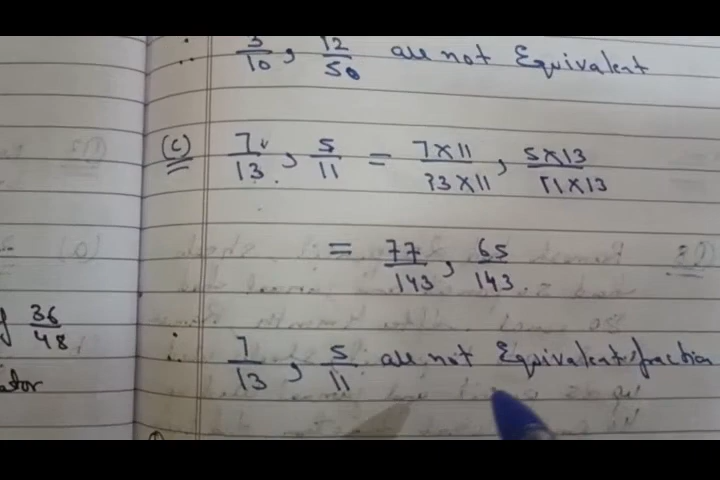 ∴ 3/10, 12/50 are not Equivalent
(c) 7/13, 5/11 = 7×11/13×11, 5×13/11×13
= 77/143, 65/143.
∴ 7/13, 5/11 are not Equivalent fraction
36/48